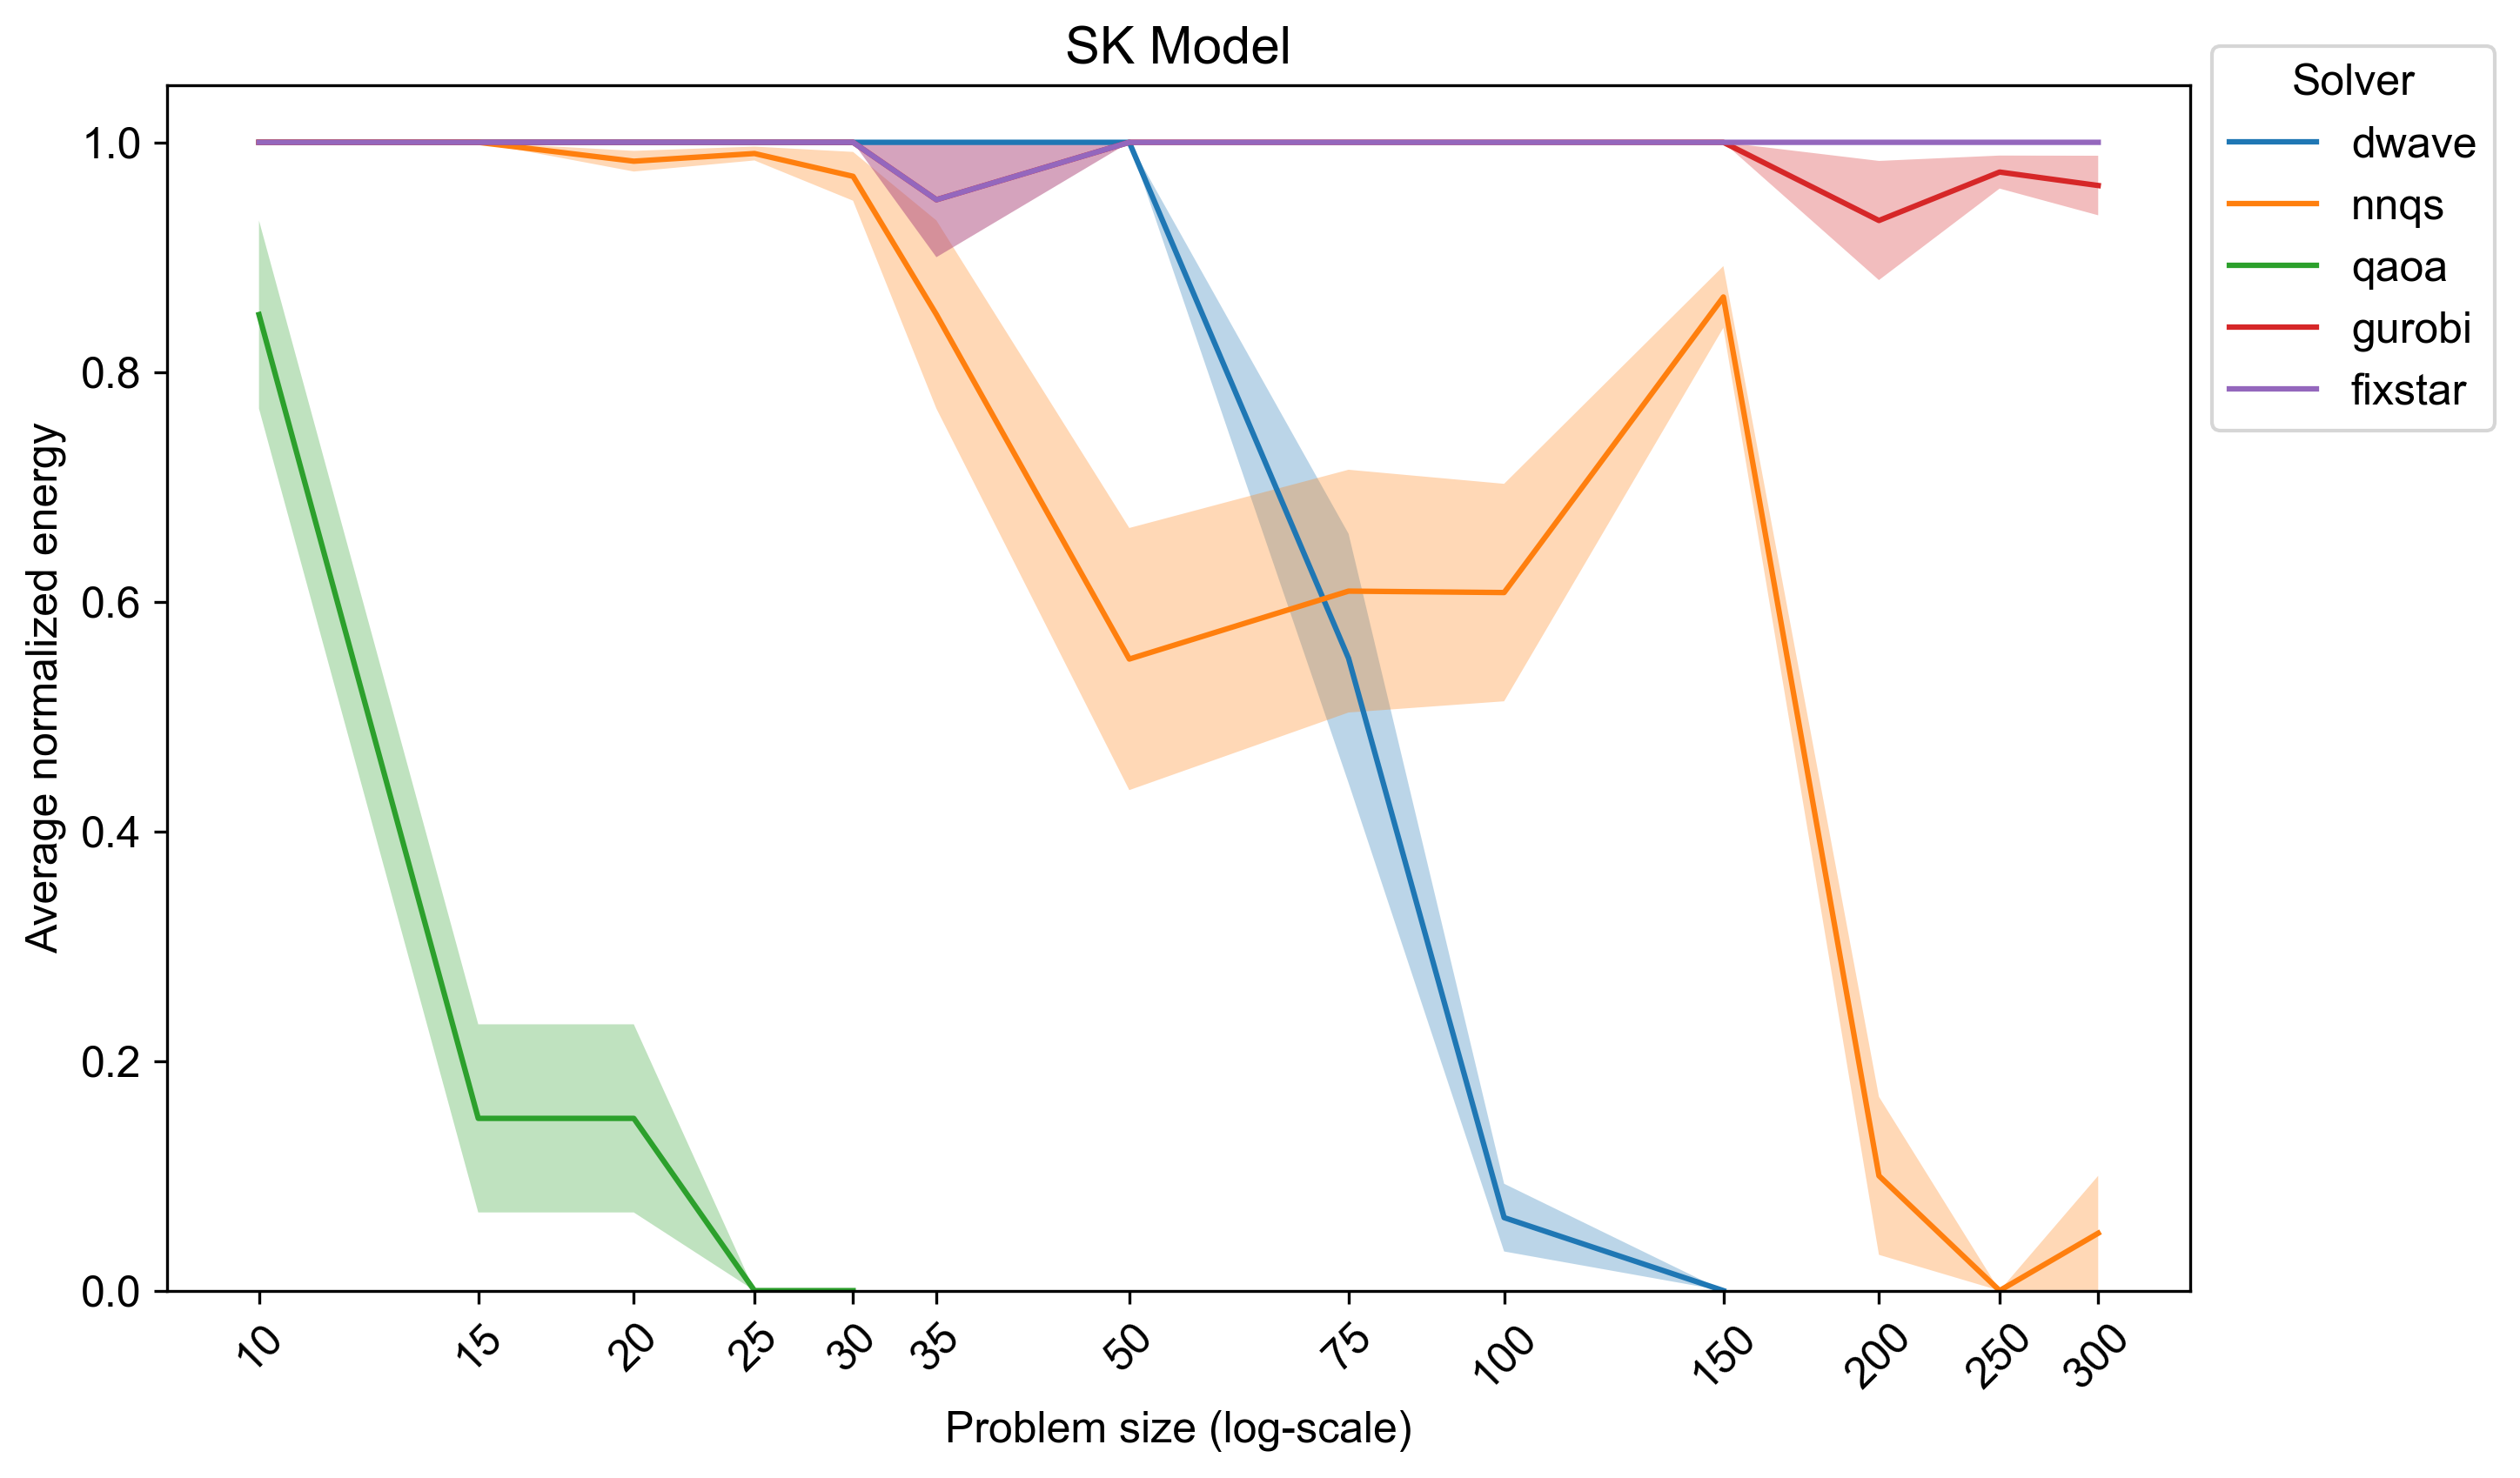 SK Model
Solver
dwave
nnqs
qaoa
gurobi
fixstar
Average normalized energy
1.0
0.8
0.6
0.4
0.2
0.0
10 15 20 25 30 35 50 75 100 150 200 250 300
Problem size (log-scale)